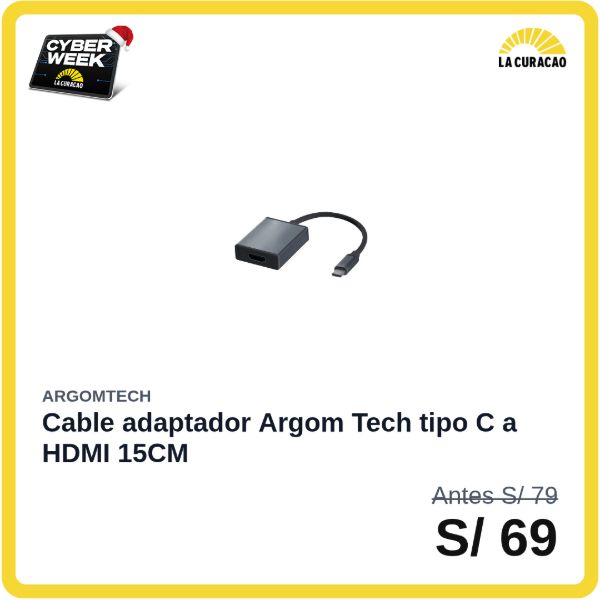 CYBER
WEEK
LA CURACAO
LA CURACAO
ARGOMTECH
Cable adaptador Argom Tech tipo C a
HDMI 15CM
Antes S/ 79
S/ 69